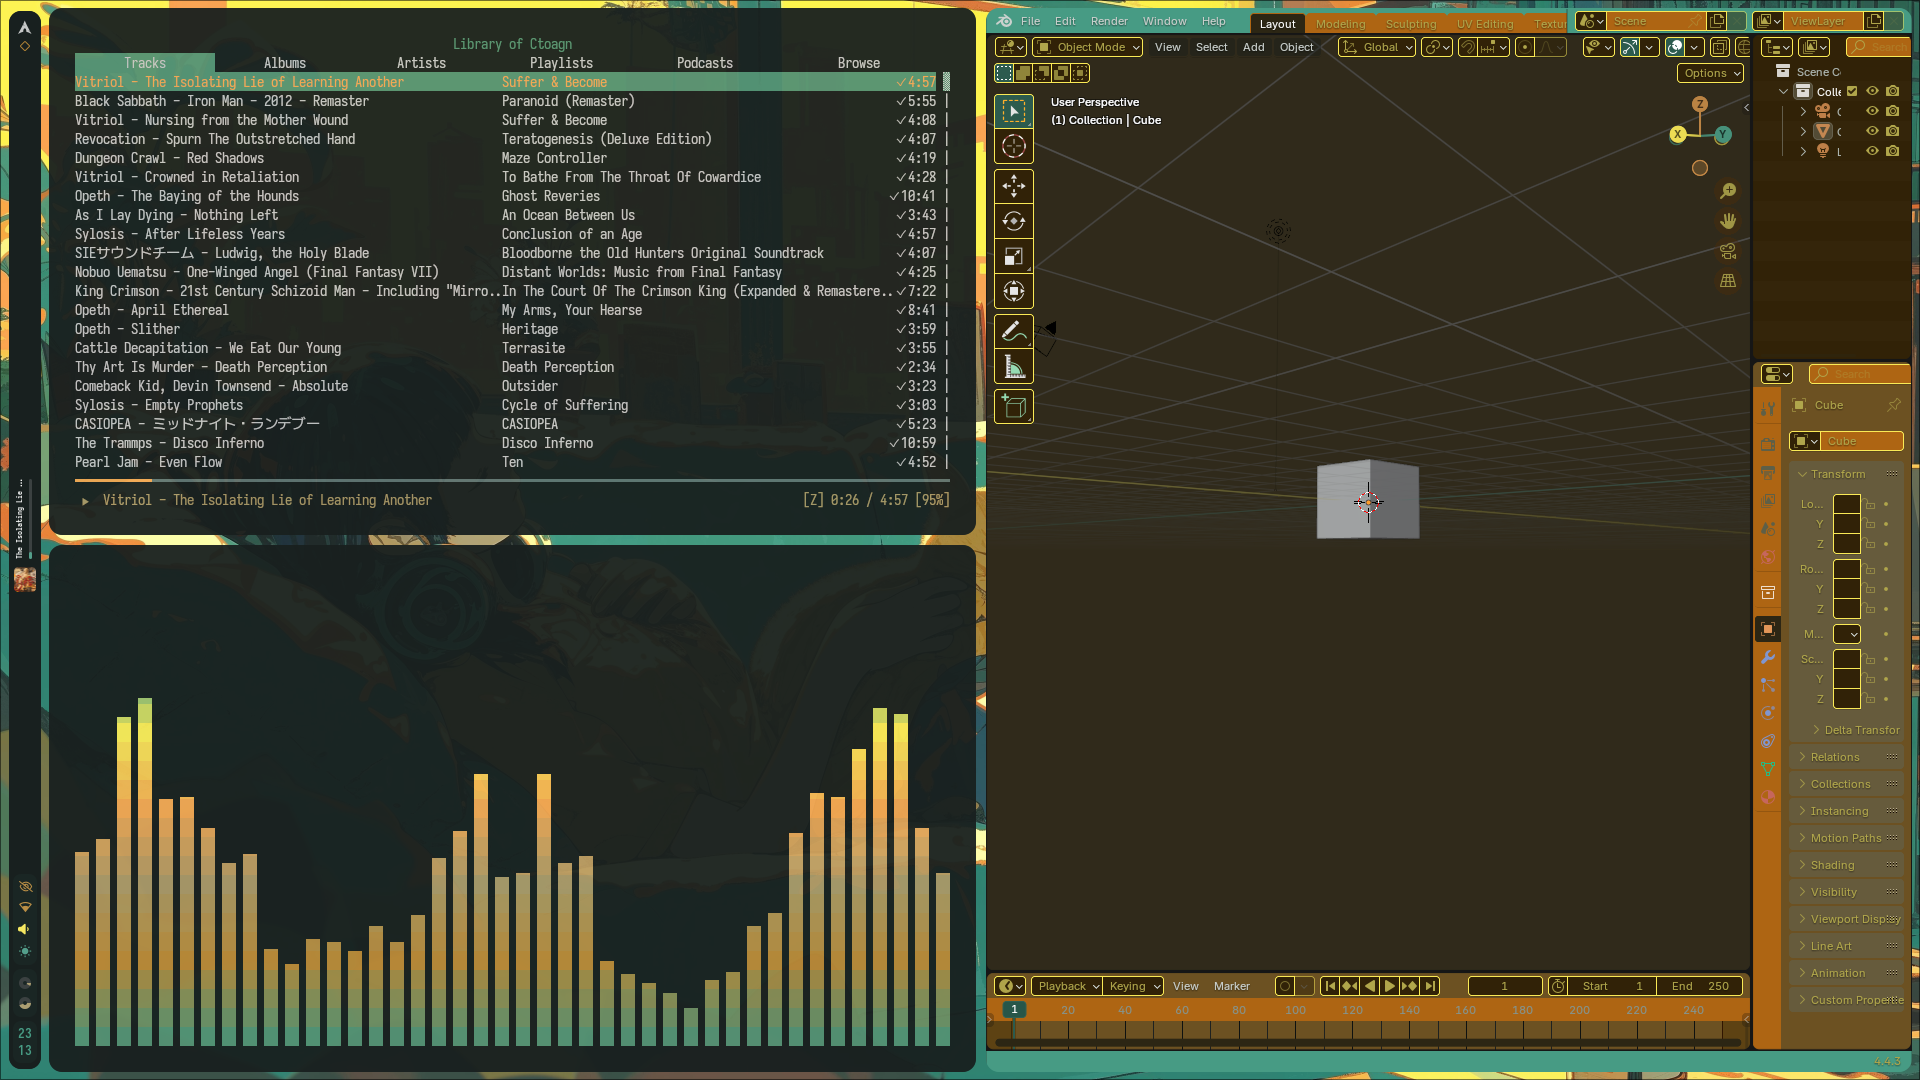 Library of Ctoagn
Tracks Albums Artists Playlists Podcasts Browse
Vitriol - The Isolating Lie of Learning Another Suffer & Become ✓4:57
Black Sabbath - Iron Man - 2012 - Remaster Paranoid (Remaster) ✓5:55
Vitriol - Nursing from the Mother Wound Suffer & Become ✓4:08
Revocation - Spurn The Outstretched Hand Teratogenesis (Deluxe Edition) ✓4:07
Dungeon Crawl - Red Shadows Maze Controller ✓4:19
Vitriol - Crowned in Retaliation To Bathe From The Throat Of Cowardice ✓4:28
Opeth - The Baying of the Hounds Ghost Reveries ✓10:41
As I Lay Dying - Nothing Left An Ocean Between Us ✓3:43
Sylosis - After Lifeless Years Conclusion of an Age ✓4:57
SIEサウンドチーム - Ludwig, the Holy Blade Bloodborne the Old Hunters Original Soundtrack ✓4:07
Nobuo Uematsu - One-Winged Angel (Final Fantasy VII) Distant Worlds: Music from Final Fantasy ✓4:25
King Crimson - 21st Century Schizoid Man - Including "Mirro.. In The Court Of The Crimson King (Expanded & Remastere.. ✓7:22
Opeth - April Ethereal My Arms, Your Hearse ✓8:41
Opeth - Slither Heritage ✓3:59
Cattle Decapitation - We Eat Our Young Terrasite ✓3:55
Thy Art Is Murder - Death Perception Death Perception ✓2:34
Comeback Kid, Devin Townsend - Absolute Outsider ✓3:23
Sylosis - Empty Prophets Cycle of Suffering ✓3:03
CASIOPEA - ミッドナイト・ランデブー CASIOPEA ✓5:23
The Trammps - Disco Inferno Disco Inferno ✓10:59
Pearl Jam - Even Flow Ten ✓4:52
▶ Vitriol - The Isolating Lie of Learning Another [Z] 0:26 / 4:57 [95%]
The Isolating Lie ...
23
13
File Edit Render Window Help Layout Modeling Sculpting UV Editing Textur Scene ViewLayer
Object Mode View Select Add Object Global Search
Options
User Perspective
(1) Collection | Cube
Z
X
Y
Scene Co
Colle
C
C
L
Search
Cube
Cube
Transform
Lo...
Y
Z
Ro...
Y
Z
M...
Sc...
Y
Z
Delta Transfor
Relations
Collections
Instancing
Motion Paths
Shading
Visibility
Viewport Display
Line Art
Animation
Custom Propertie
Playback Keying View Marker 1 Start 1 End 250
1 20 40 60 80 100 120 140 160 180 200 220 240
4.4.3